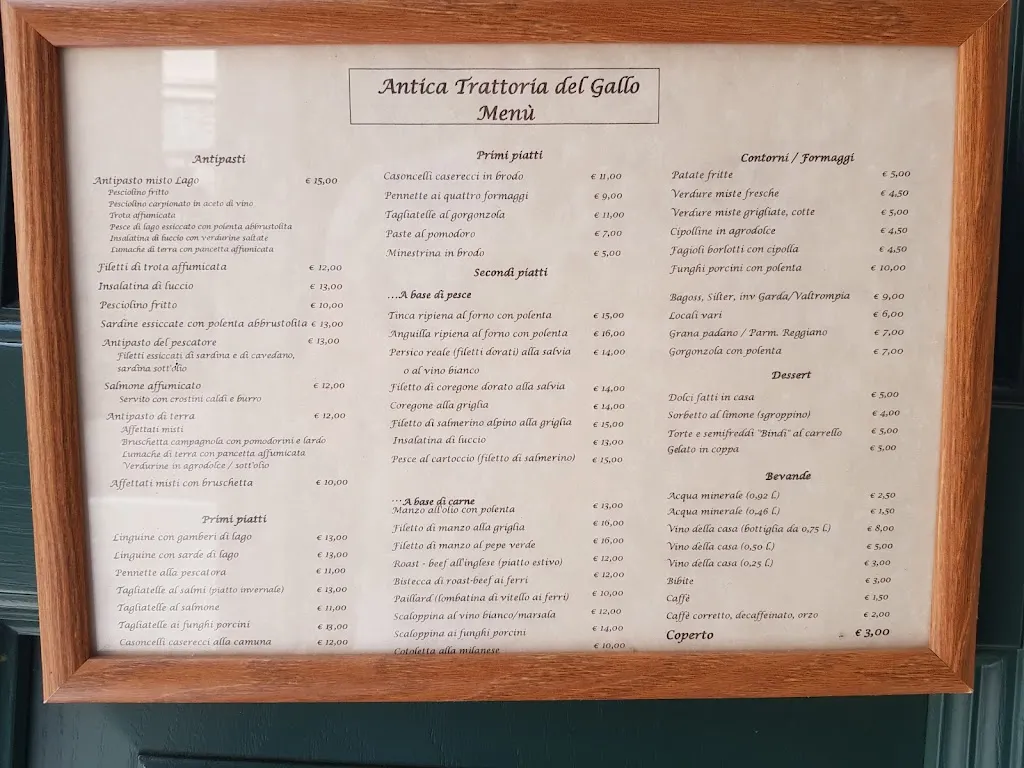 Antica Trattoria del Gallo
Menù
Antipasti
Antipasto misto Lago € 15,00
Pesciolino fritto
Pesciolino carpionato in aceto di vino
Trota affumicata
Pesce di lago essiccato con polenta abbrustolita
Insalatina di luccio con verdurine saltate
Lumache di terra con pancetta affumicata
Filetti di trota affumicata € 12,00
Insalatina di luccio € 13,00
Pesciolino fritto € 10,00
Sardine essiccate con polenta abbrustolita € 13,00
Antipasto del pescatore € 13,00
Filetti essiccati di sardina e di cavedano,
sardina sott'olio
Salmone affumicato € 12,00
Servito con crostini caldi e burro
Antipasto di terra € 12,00
Affettati misti
Bruschetta campagnola con pomodorini e lardo
Lumache di terra con pancetta affumicata
Verdurine in agrodolce / sott'olio
Affettati misti con bruschetta € 10,00
Primi piatti
Linguine con gamberi di lago € 13,00
Linguine con sarde di lago € 13,00
Pennette alla pescatora € 11,00
Tagliatelle al salmì (piatto invernale) € 13,00
Tagliatelle al salmone € 11,00
Tagliatelle ai funghi porcini € 13,00
Casoncelli caserecci alla camuna € 12,00
Primi piatti
Casoncelli caserecci in brodo € 11,00
Pennette ai quattro formaggi € 9,00
Tagliatelle al gorgonzola € 11,00
Paste al pomodoro € 7,00
Minestrina in brodo € 5,00
Secondi piatti
...A base di pesce
Tinca ripiena al forno con polenta € 15,00
Anguilla ripiena al forno con polenta € 16,00
Persico reale (filetti dorati) alla salvia € 14,00
o al vino bianco
Filetto di coregone dorato alla salvia € 14,00
Coregone alla griglia € 14,00
Filetto di salmerino alpino alla griglia € 15,00
Insalatina di luccio € 13,00
Pesce al cartoccio (filetto di salmerino) € 15,00
...A base di carne
Manzo all'olio con polenta € 13,00
Filetto di manzo alla griglia € 16,00
Filetto di manzo al pepe verde € 16,00
Roast - beef all'inglese (piatto estivo) € 12,00
Bistecca di roast-beef ai ferri € 12,00
Paillard (lombatina di vitello ai ferri) € 10,00
Scaloppina al vino bianco/marsala € 12,00
Scaloppina ai funghi porcini € 14,00
Cotoletta alla milanese € 10,00
Contorni / Formaggi
Patate fritte € 5,00
Verdure miste fresche € 4,50
Verdure miste grigliate, cotte € 5,00
Cipolline in agrodolce € 4,50
Fagioli borlotti con cipolla € 4,50
Funghi porcini con polenta € 10,00
Bagoss, Silter, inv Garda/Valtrompia € 9,00
Locali vari € 6,00
Grana padano / Parm. Reggiano € 7,00
Gorgonzola con polenta € 7,00
Dessert
Dolci fatti in casa € 5,00
Sorbetto al limone (sgroppino) € 4,00
Torte e semifreddi "Bindi" al carrello € 5,00
Gelato in coppa € 5,00
Bevande
Acqua minerale (0,92 l.) € 2,50
Acqua minerale (0,46 l.) € 1,50
Vino della casa (bottiglia da 0,75 l.) € 8,00
Vino della casa (0,50 l.) € 5,00
Vino della casa (0,25 l.) € 3,00
Bibite € 3,00
Caffè € 1,50
Caffè corretto, decaffeinato, orzo € 2,00
Coperto € 3,00